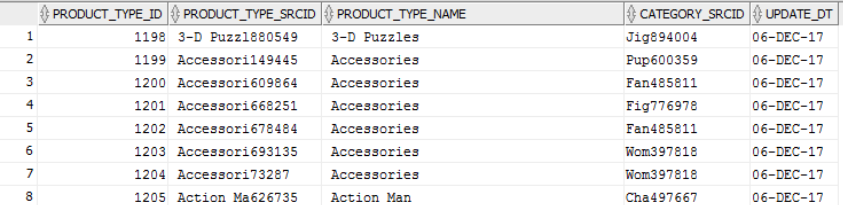 PRODUCT_TYPE_ID PRODUCT_TYPE_SRCID PRODUCT_TYPE_NAME CATEGORY_SRCID UPDATE_DT
1 1198 3-D Puzzl880549 3-D Puzzles Jig894004 06-DEC-17
2 1199 Accessori149445 Accessories Pup600359 06-DEC-17
3 1200 Accessori609864 Accessories Fan485811 06-DEC-17
4 1201 Accessori668251 Accessories Fig776978 06-DEC-17
5 1202 Accessori678484 Accessories Fan485811 06-DEC-17
6 1203 Accessori693135 Accessories Wom397818 06-DEC-17
7 1204 Accessori73287 Accessories Wom397818 06-DEC-17
8 1205 Action Ma626735 Action Man Cha497667 06-DEC-17